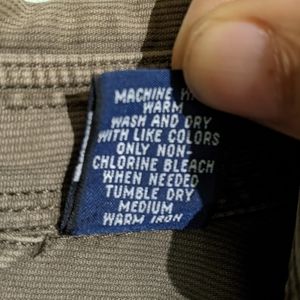 MACHINE
WARM
WASH AND DRY
WITH LIKE COLORS
ONLY NON-
CHLORINE BLEACH
WHEN NEEDED
TUMBLE DRY
MEDIUM
WARM IRON